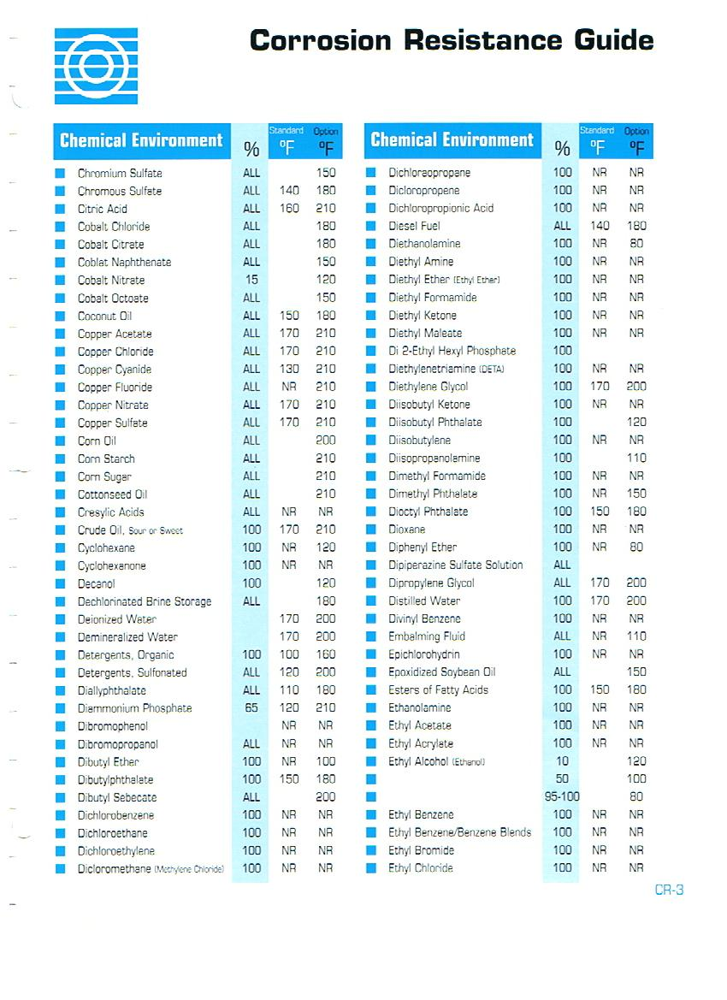 Corrosion Resistance Guide
Chemical Environment % Standard °F Option °F
Chromium Sulfate ALL 150
Chromous Sulfate ALL 140 180
Citric Acid ALL 160 210
Cobalt Chloride ALL 180
Cobalt Citrate ALL 180
Coblat Naphthenate ALL 150
Cobalt Nitrate 15 120
Cobalt Octoate ALL 150
Coconut Oil ALL 150 180
Copper Acetate ALL 170 210
Copper Chloride ALL 170 210
Copper Cyanide ALL 130 210
Copper Fluoride ALL NR 210
Copper Nitrate ALL 170 210
Copper Sulfate ALL 170 210
Corn Oil ALL 200
Corn Starch ALL 210
Corn Sugar ALL 210
Cottonseed Oil ALL 210
Cresylic Acids ALL NR NR
Crude Oil, Sour or Sweet 100 170 210
Cyclohexane 100 NR 120
Cyclohexanone 100 NR NR
Decanol 100 120
Dechlorinated Brine Storage ALL 180
Deionized Water 170 200
Demineralized Water 170 200
Detergents, Organic 100 100 160
Detergents, Sulfonated ALL 120 200
Diallyphthalate ALL 110 180
Diammonium Phosphate 65 120 210
Dibromophenol NR NR
Dibromopropanol ALL NR NR
Dibutyl Ether 100 NR 100
Dibutylphthalate 100 150 180
Dibutyl Sebecate ALL 200
Dichlorobenzene 100 NR NR
Dichloroethane 100 NR NR
Dichloroethylene 100 NR NR
Dicloromethane (Methylene Chloride) 100 NR NR
Chemical Environment % Standard °F Option °F
Dichloraopropane 100 NR NR
Dicloropropene 100 NR NR
Dichloropropionic Acid 100 NR NR
Diesel Fuel ALL 140 180
Diethanolamine 100 NR 80
Diethyl Amine 100 NR NR
Diethyl Ether (Ethyl Ether) 100 NR NR
Diethyl Formamide 100 NR NR
Diethyl Ketone 100 NR NR
Diethyl Maleate 100 NR NR
Di 2-Ethyl Hexyl Phosphate 100
Diethylenetriamine (DETA) 100 NR NR
Diethylene Glycol 100 170 200
Diisobutyl Ketone 100 NR NR
Diisobutyl Phthalate 100 120
Diisobutylene 100 NR NR
Diisopropanolamine 100 110
Dimethyl Formamide 100 NR NR
Dimethyl Phthalate 100 NR 150
Dioctyl Phthalate 100 150 180
Dioxane 100 NR NR
Diphenyl Ether 100 NR 80
Dipiperazine Sulfate Solution ALL
Dipropylene Glycol ALL 170 200
Distilled Water 100 170 200
Divinyl Benzene 100 NR NR
Embalming Fluid ALL NR 110
Epichlorohydrin 100 NR NR
Epoxidized Soybean Oil ALL 150
Esters of Fatty Acids 100 150 180
Ethanolamine 100 NR NR
Ethyl Acetate 100 NR NR
Ethyl Acrylate 100 NR NR
Ethyl Alcohol (Ethanol) 10 120
50 100
95-100 80
Ethyl Benzene 100 NR NR
Ethyl Benzene/Benzene Blends 100 NR NR
Ethyl Bromide 100 NR NR
Ethyl Chloride 100 NR NR
CR-3